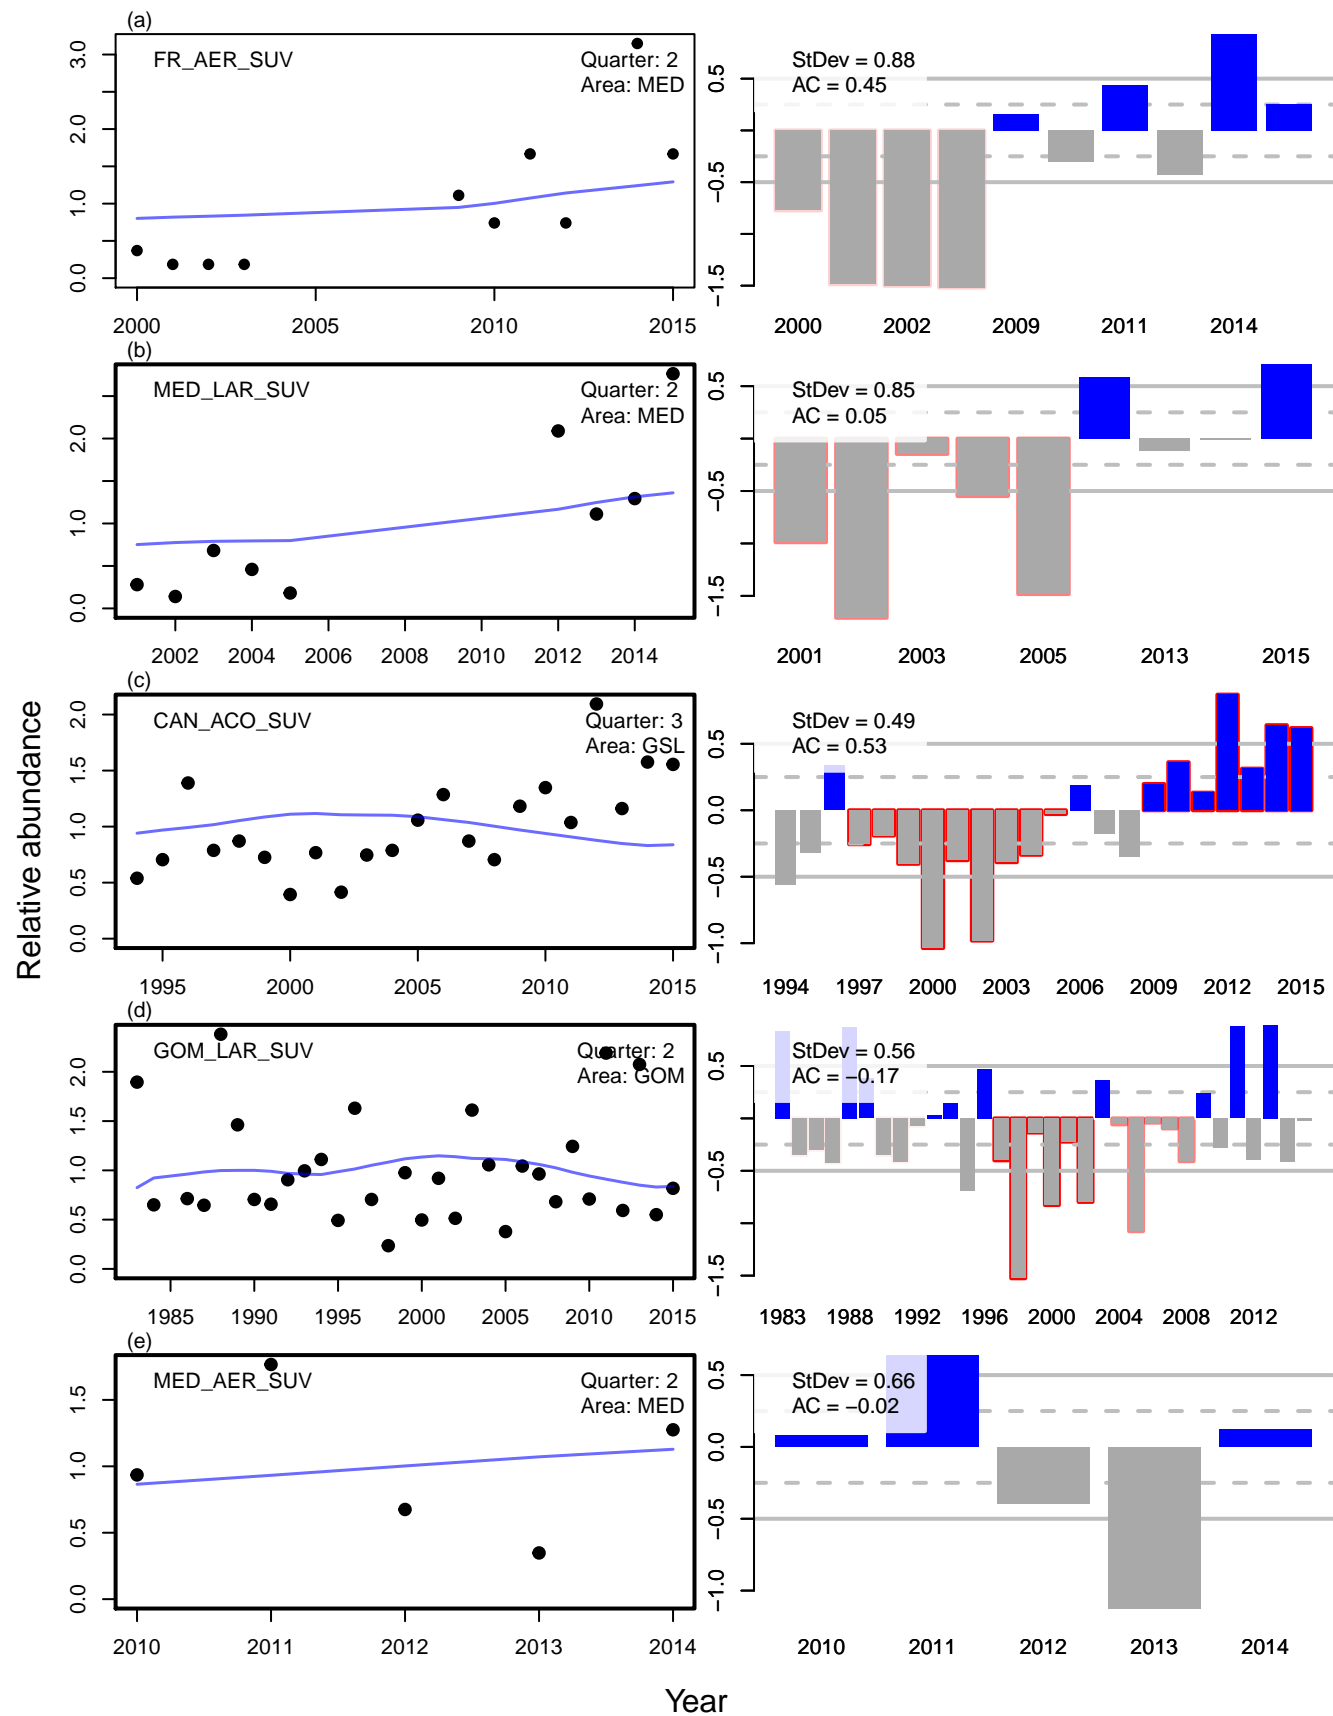 (a)
FR_AER_SUV
Quarter: 2
Area: MED
0.0 1.0 2.0 3.0
2000 2005 2010 2015
StDev = 0.88
AC = 0.45
−1.5 −0.5 0.5
2000 2002 2009 2011 2014
(b)
MED_LAR_SUV
Quarter: 2
Area: MED
0.0 1.0 2.0
2002 2004 2006 2008 2010 2012 2014
StDev = 0.85
AC = 0.05
−1.5 −0.5 0.5
2001 2003 2005 2013 2015
(c)
CAN_ACO_SUV
Quarter: 3
Area: GSL
0.0 0.5 1.0 1.5 2.0
1995 2000 2005 2010 2015
StDev = 0.49
AC = 0.53
−1.0 −0.5 0.0 0.5
1994 1997 2000 2003 2006 2009 2012 2015
(d)
GOM_LAR_SUV
Quarter: 2
Area: GOM
0.0 0.5 1.0 1.5 2.0
1985 1990 1995 2000 2005 2010 2015
StDev = 0.56
AC = −0.17
−1.5 −0.5 0.5
1983 1988 1992 1996 2000 2004 2008 2012
(e)
MED_AER_SUV
Quarter: 2
Area: MED
0.0 0.5 1.0 1.5
2010 2011 2012 2013 2014
StDev = 0.66
AC = −0.02
−1.0 −0.5 0.0 0.5
2010 2011 2012 2013 2014
Relative abundance
Year